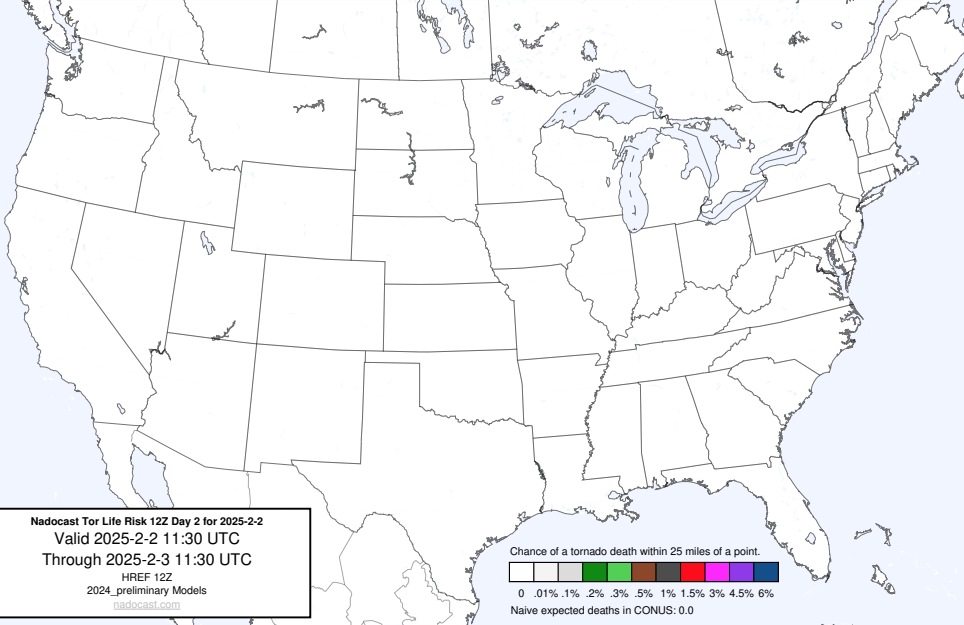 Nadocast Tor Life Risk 12Z Day 2 for 2025-2-2
Valid 2025-2-2 11:30 UTC
Through 2025-2-3 11:30 UTC
HREF 12Z
2024_preliminary Models
nadocast.com
Chance of a tornado death within 25 miles of a point.
0 .01% .1% .2% .3% .5% 1% 1.5% 3% 4.5% 6%
Naive expected deaths in CONUS: 0.0